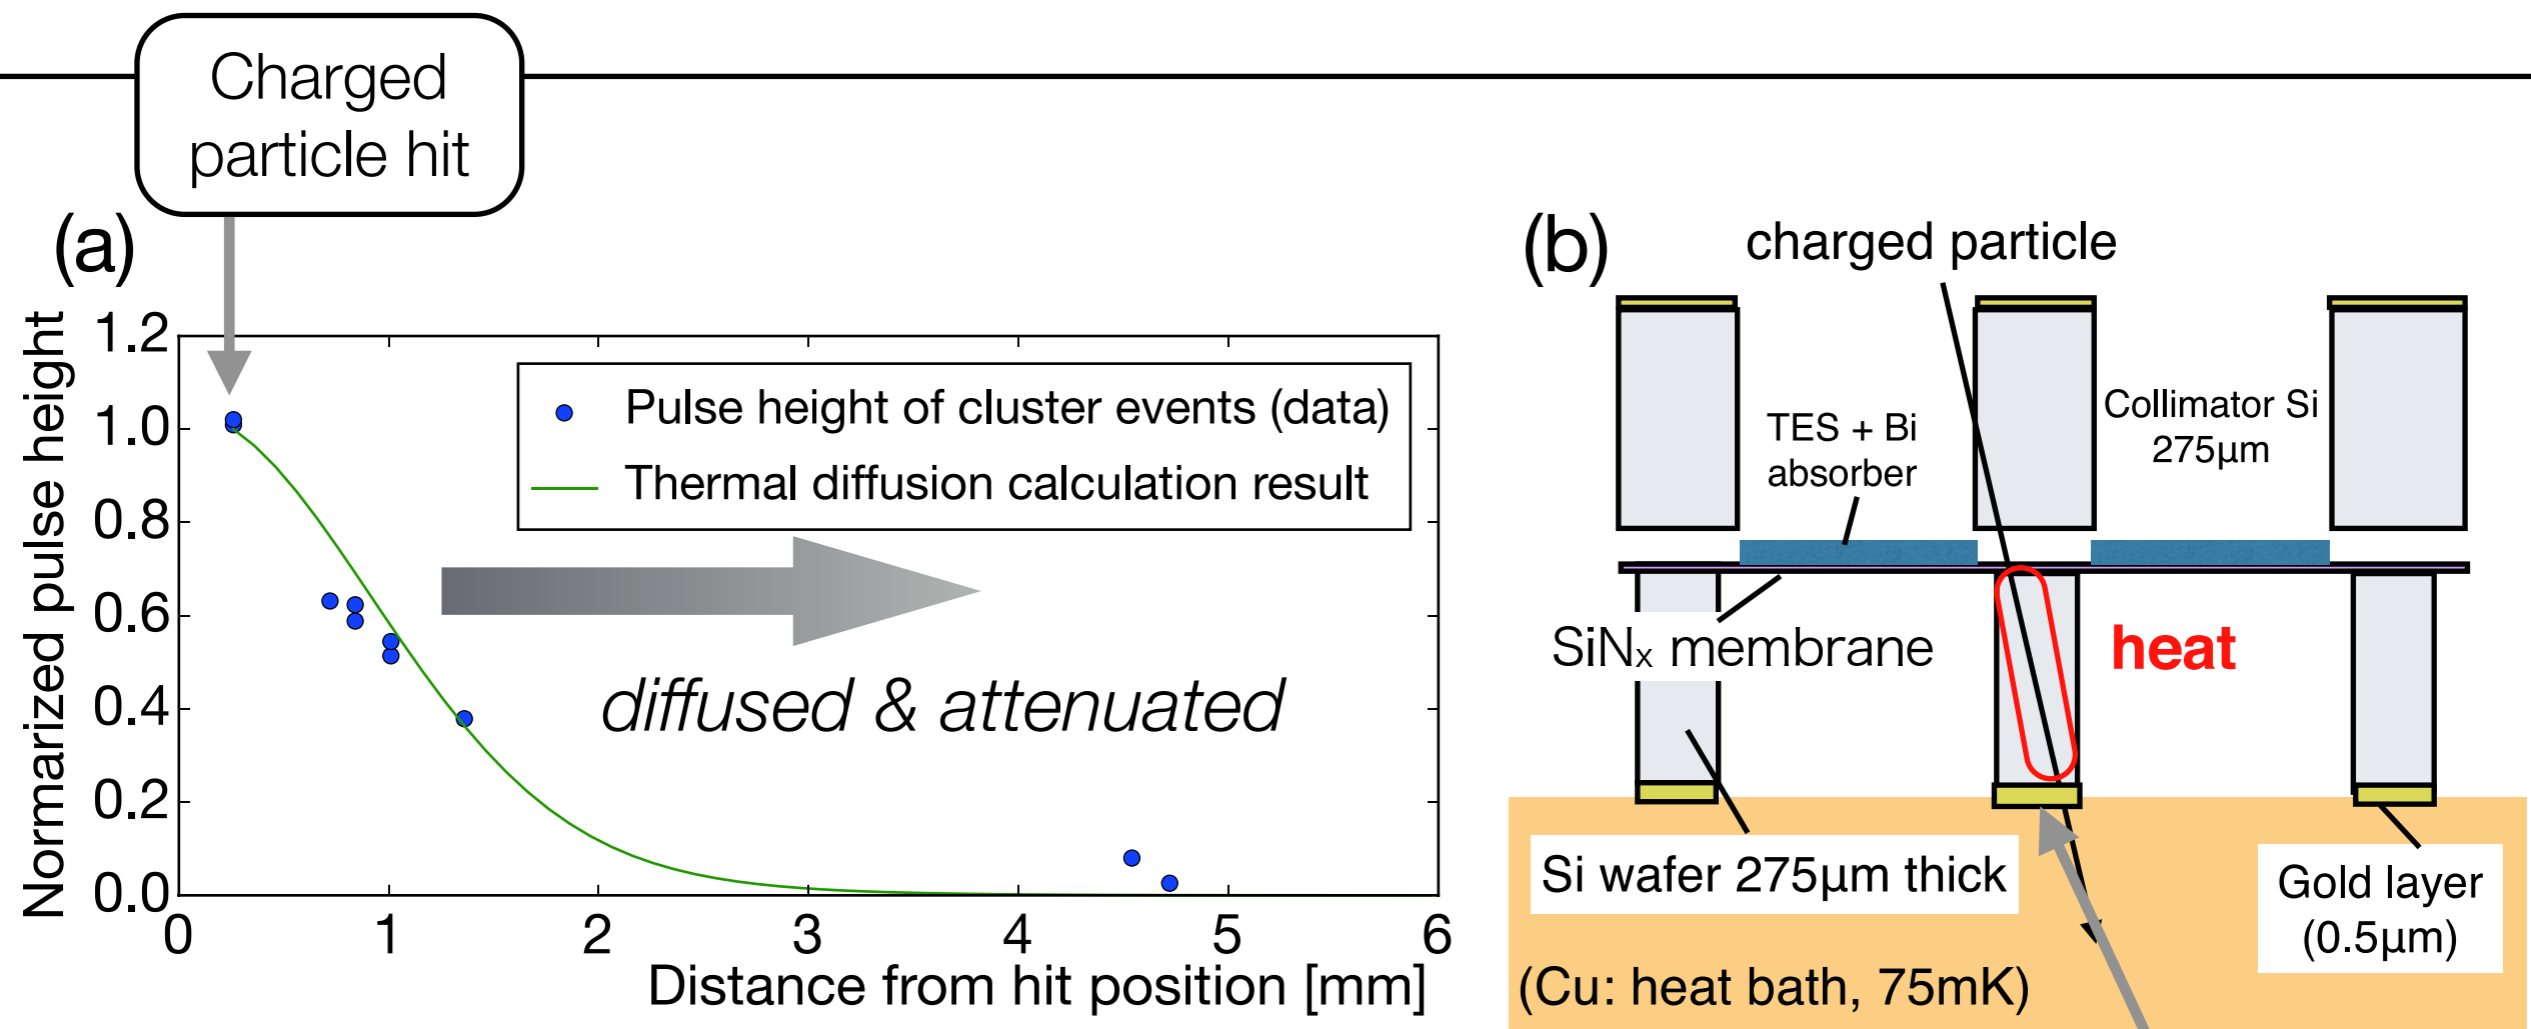 Charged
particle hit
(a)
Normarlized pulse height
1.2
1.0
0.8
0.6
0.4
0.2
0.0
0
1
2
3
4
5
6
Distance from hit position [mm]
Pulse height of cluster events (data)
Thermal diffusion calculation result
diffused & attenuated
(b)
charged particle
TES + Bi
absorber
Collimator Si
275µm
SiNx membrane
heat
Si wafer 275µm thick
Gold layer
(0.5µm)
(Cu: heat bath, 75mK)